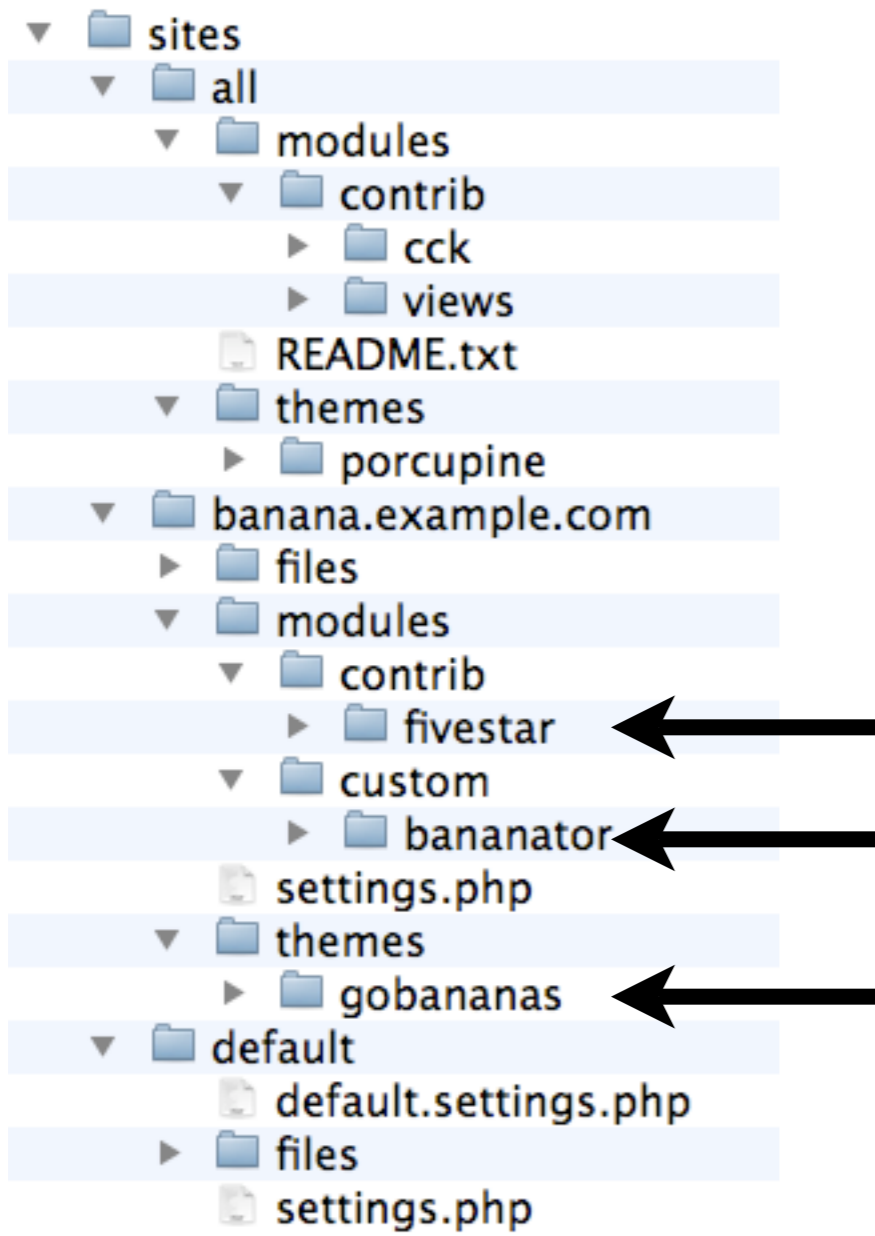 sites
all
modules
contrib
cck
views
README.txt
themes
porcupine
banana.example.com
files
modules
contrib
fivestar
custom
bananator
settings.php
themes
gobananas
default
default.settings.php
files
settings.php